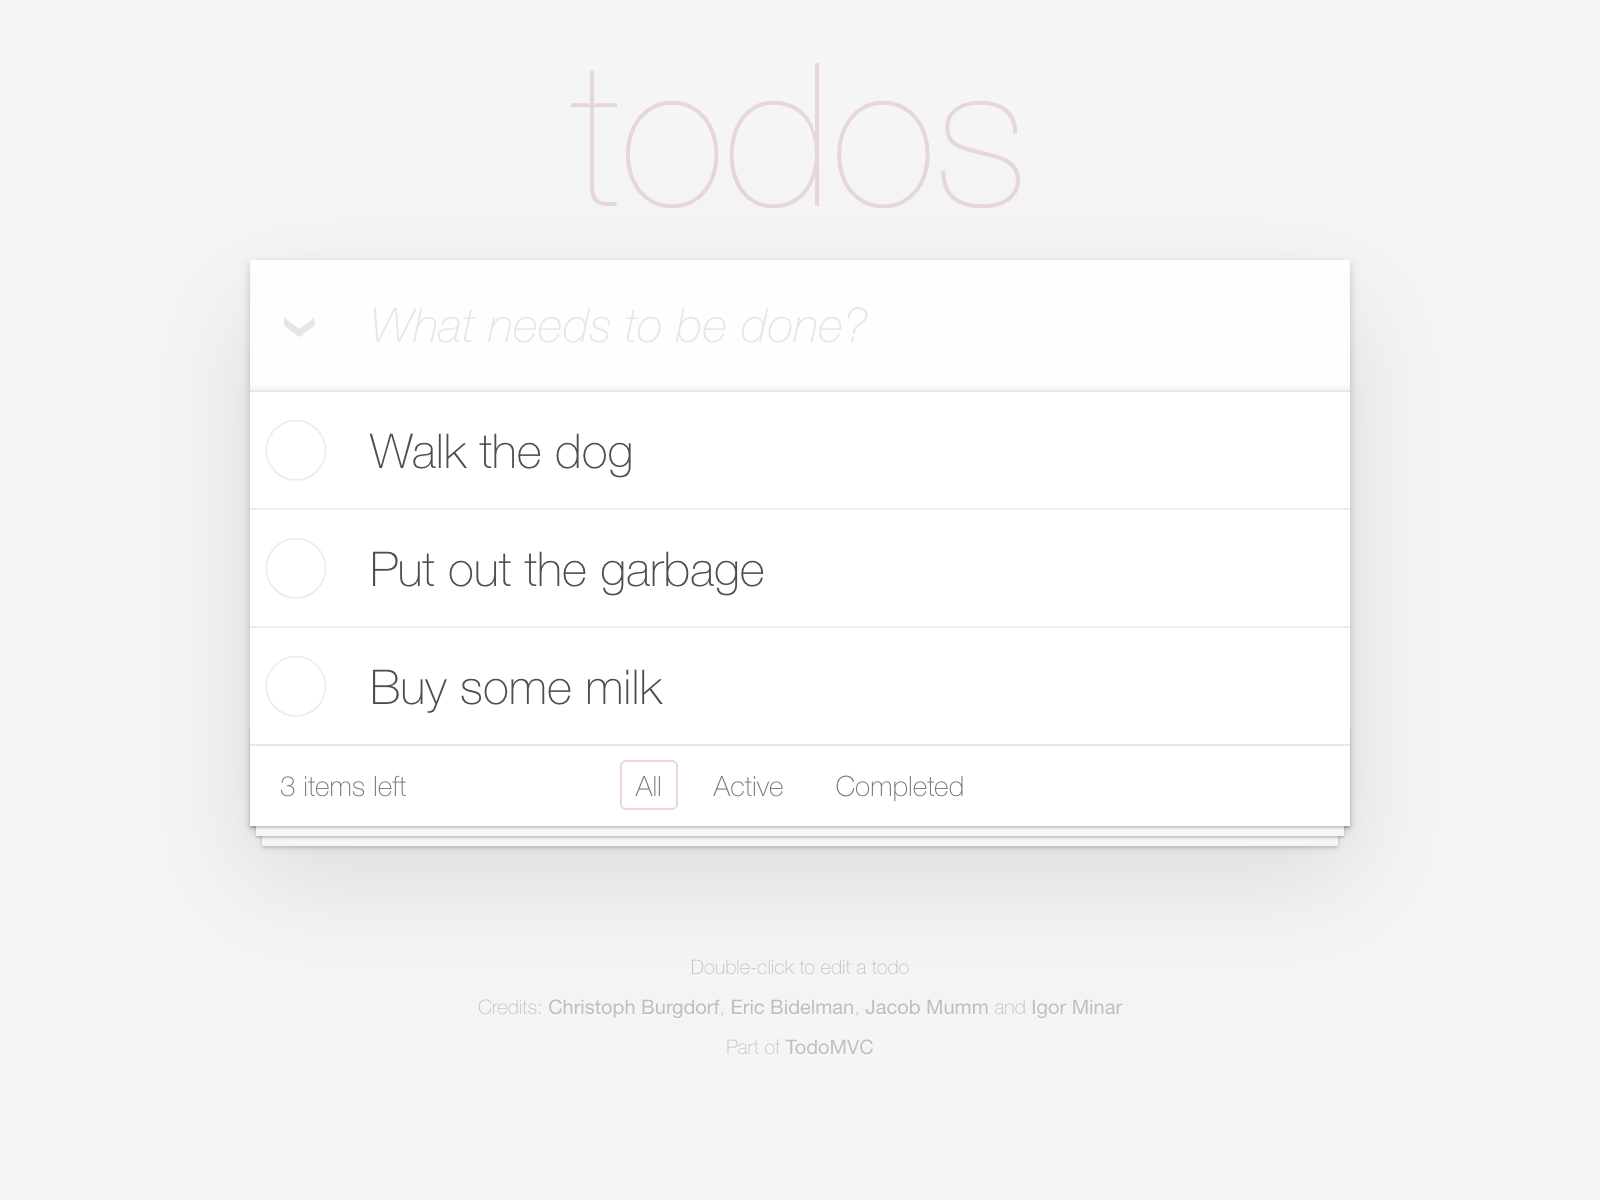 todos
What needs to be done?
Walk the dog
Put out the garbage
Buy some milk
3 items left All Active Completed
Double-click to edit a todo
Credits: Christoph Burgdorf, Eric Bidelman, Jacob Mumm and Igor Minar
Part of TodoMVC